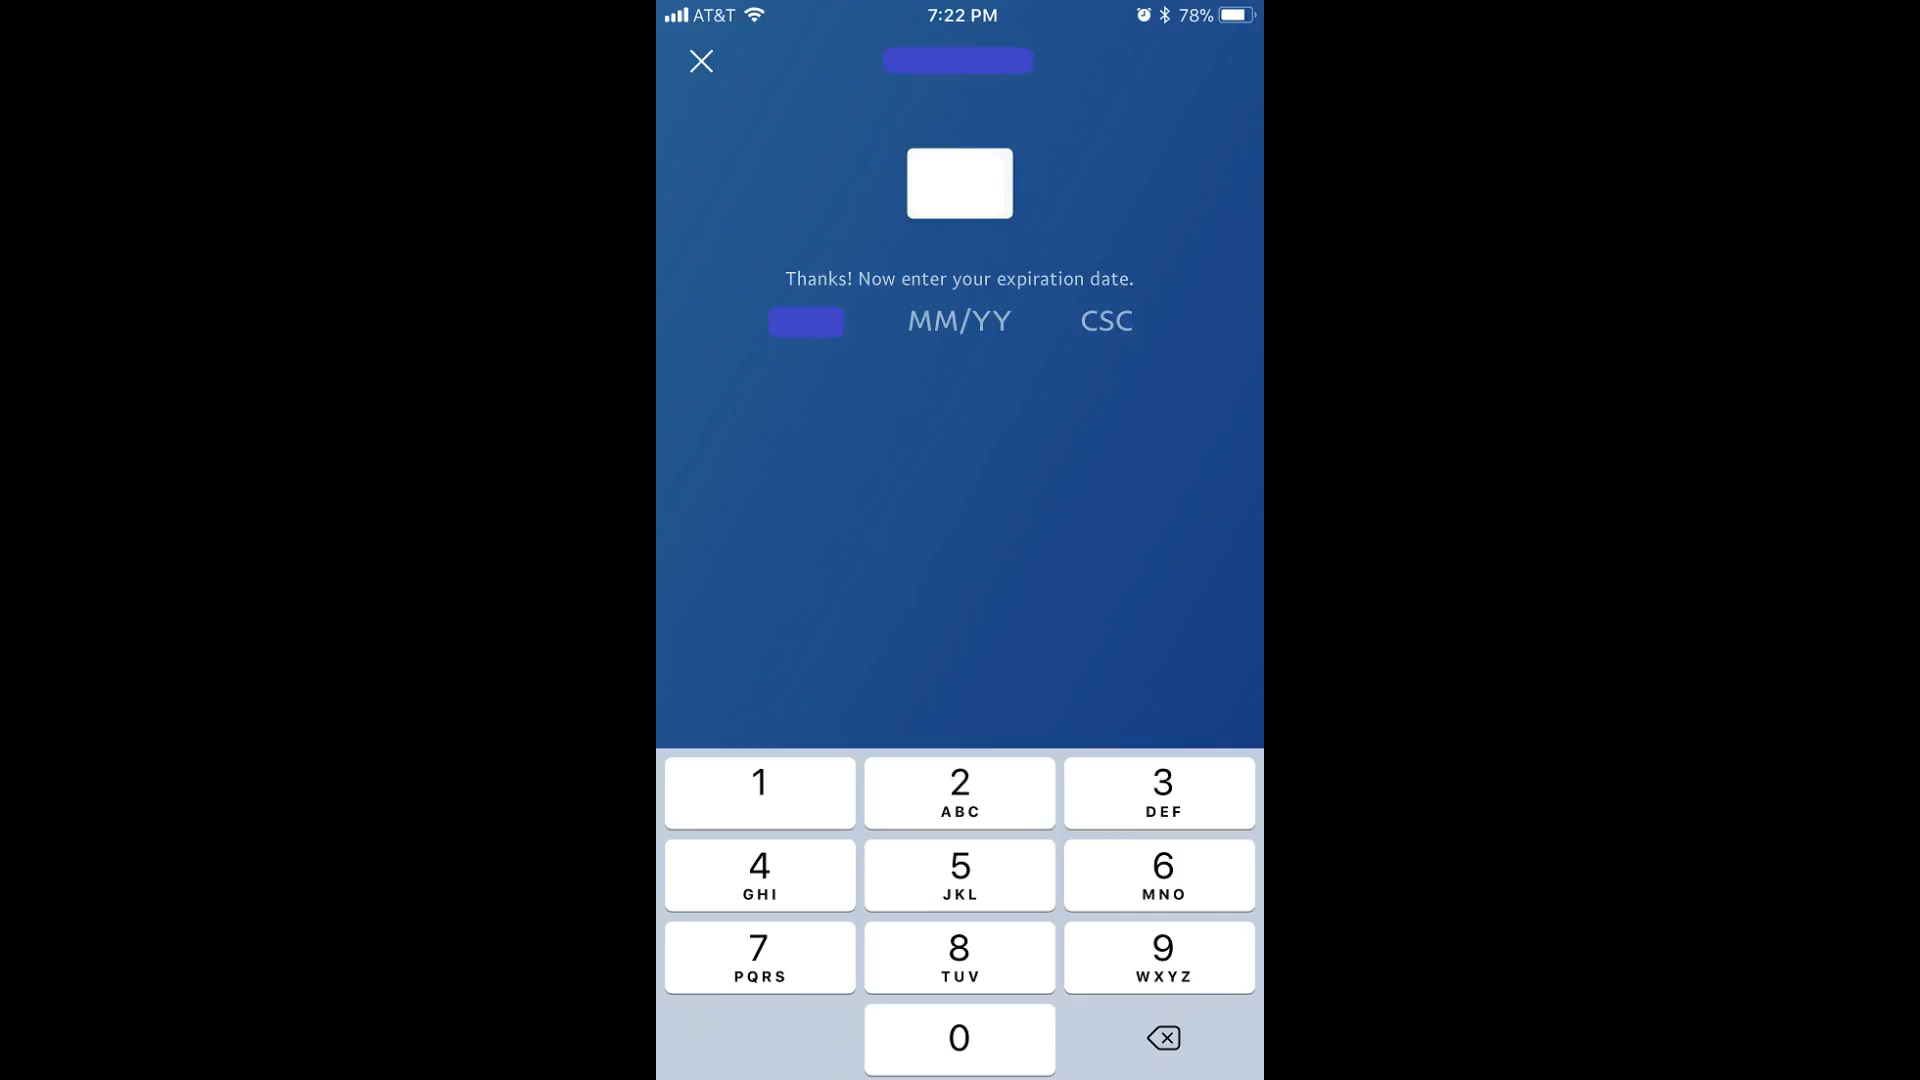 AT&T 7:22 PM 78%
Thanks! Now enter your expiration date.
MM/YY CSC
1 2 3
ABC DEF
4 5 6
GHI JKL MNO
7 8 9
PQRS TUV WXYZ
0